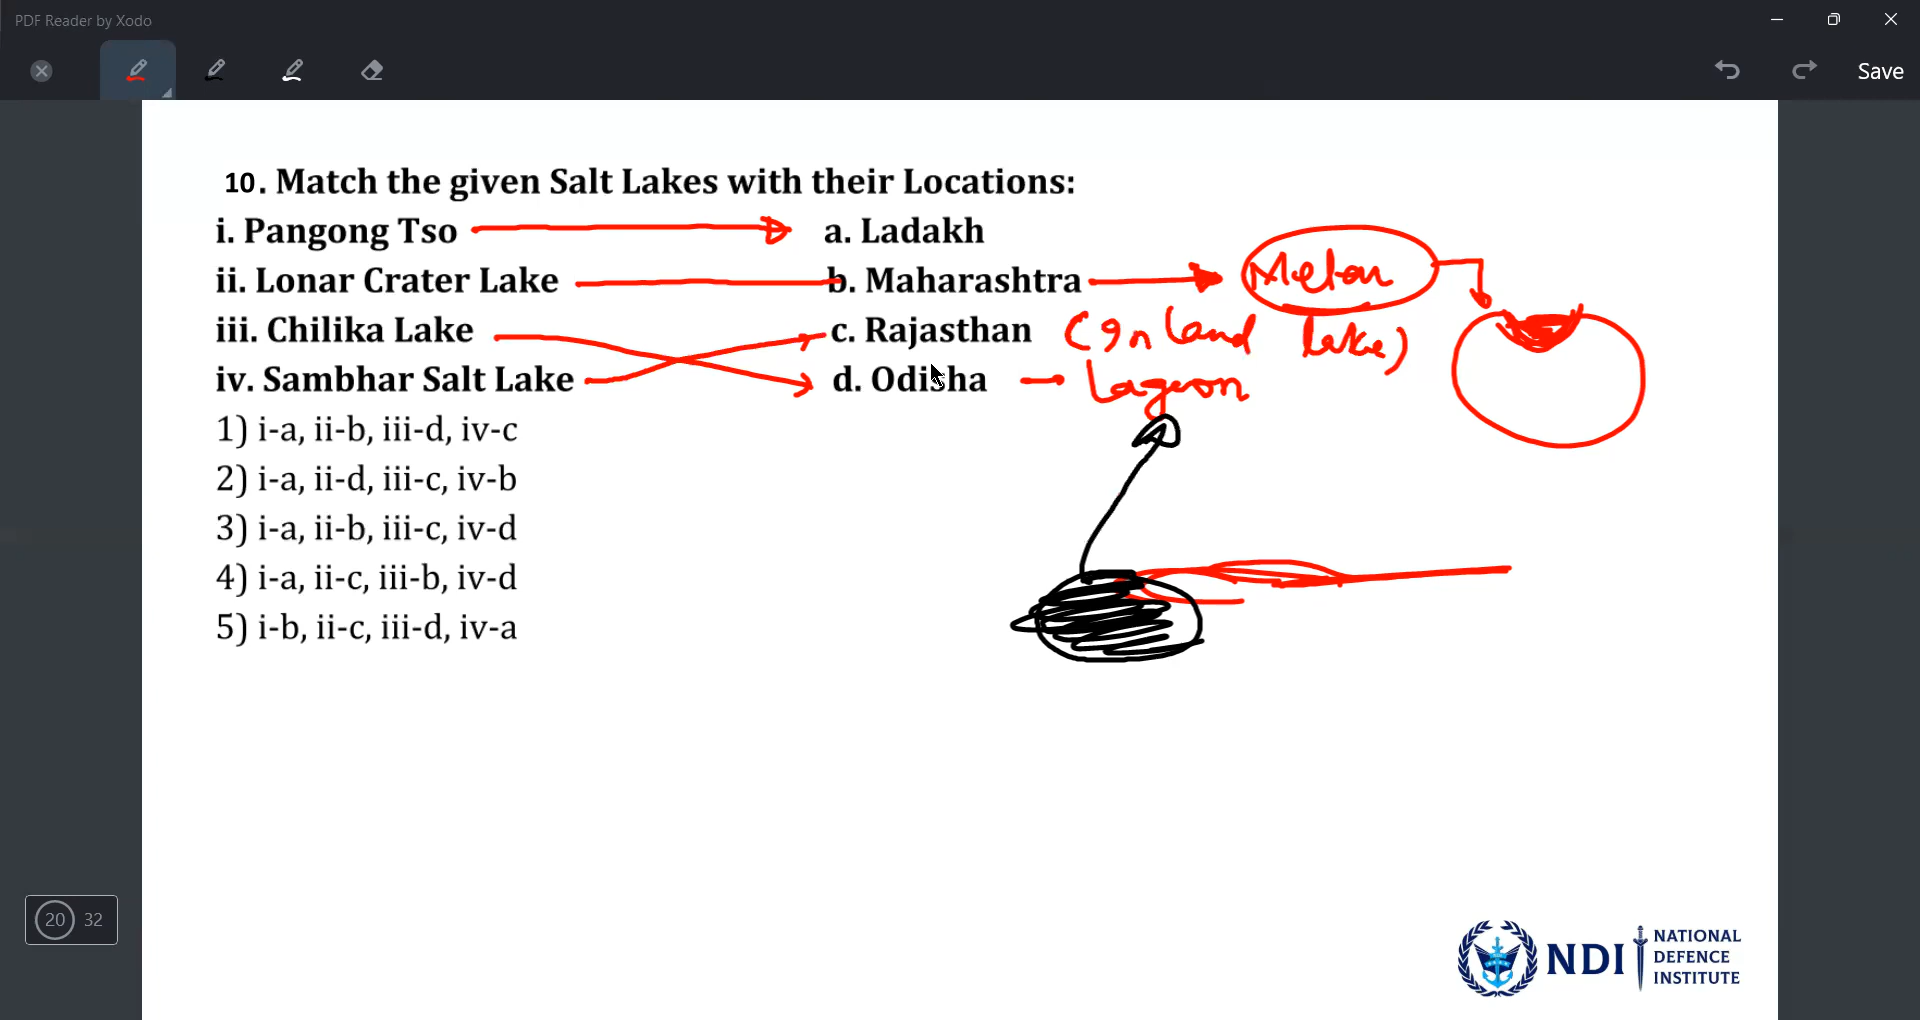 PDF Reader by Xodo
Save
10. Match the given Salt Lakes with their Locations:
i. Pangong Tso a. Ladakh
ii. Lonar Crater Lake b. Maharashtra Meteor
iii. Chilika Lake c. Rajasthan (Inland lake)
iv. Sambhar Salt Lake d. Odisha - Lagoon
1) i-a, ii-b, iii-d, iv-c
2) i-a, ii-d, iii-c, iv-b
3) i-a, ii-b, iii-c, iv-d
4) i-a, ii-c, iii-b, iv-d
5) i-b, ii-c, iii-d, iv-a
20 32
NDI NATIONAL
DEFENCE
INSTITUTE